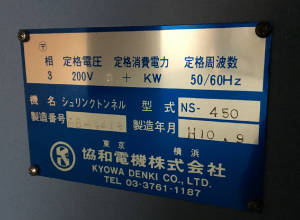 〒
相 定格電圧 定格消費電力 定格周波数
3 200V + KW 50/60Hz
機名 シュリンクトンネル 型式 NS-450
製造番号 製造年月 H10.9
東京 横浜
協和電機株式会社
KYOWA DENKI CO., LTD.
TEL 03-3761-1187